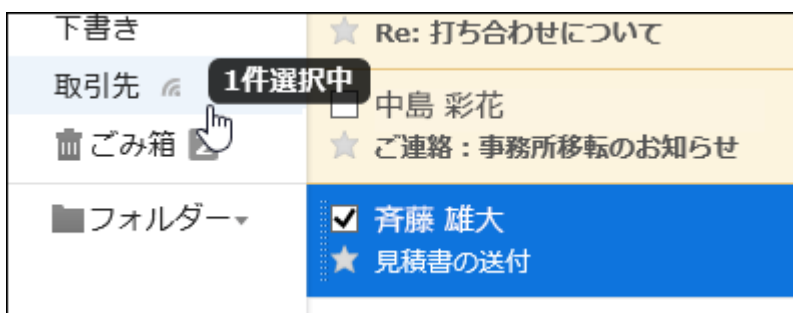 下書き
Re: 打ち合わせについて
取引先
1件選択中
中島 彩花
ごみ箱
ご連絡：事務所移転のお知らせ
フォルダー
斉藤 雄大
見積書の送付